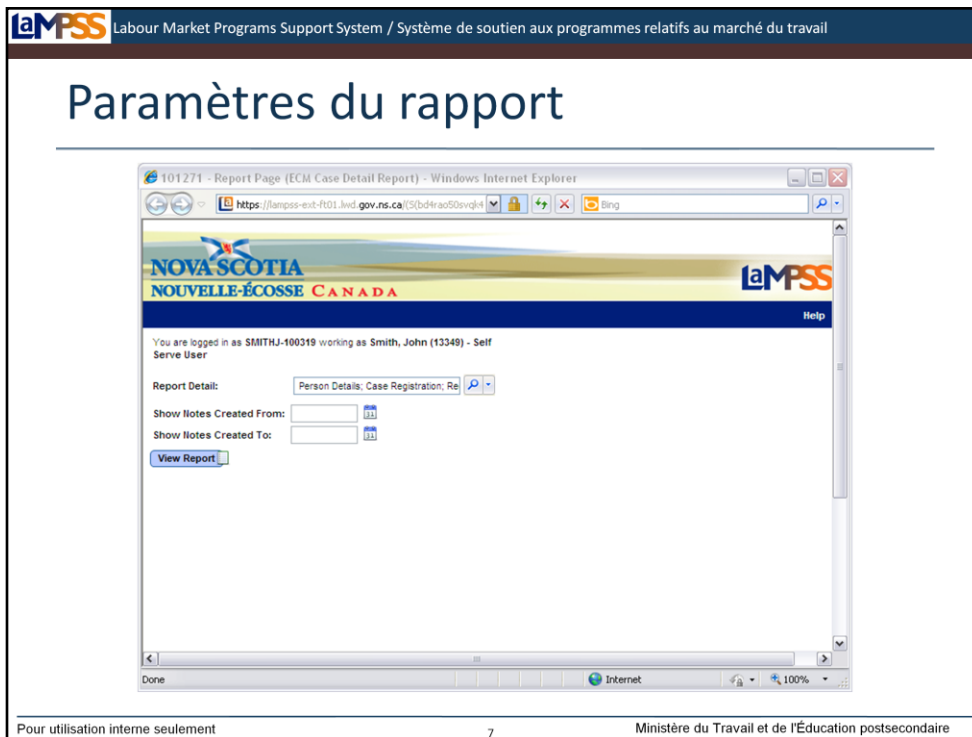 LaMPSS Labour Market Programs Support System / Système de soutien aux programmes relatifs au marché du travail
Paramètres du rapport
101271 - Report Page (ECM Case Detail Report) - Windows Internet Explorer
https://lampss-ext-ft01.lwd.gov.ns.ca/(S(bd4rao50svqk4 Bing
NOVA SCOTIA
NOUVELLE-ÉCOSSE CANADA
LaMPSS
Help
You are logged in as SMITHJ-100319 working as Smith, John (13349) - Self
Serve User
Report Detail: Person Details; Case Registration; Re
Show Notes Created From: 31
Show Notes Created To: 31
View Report
Done Internet 100%
Pour utilisation interne seulement 7 Ministère du Travail et de l'Éducation postsecondaire